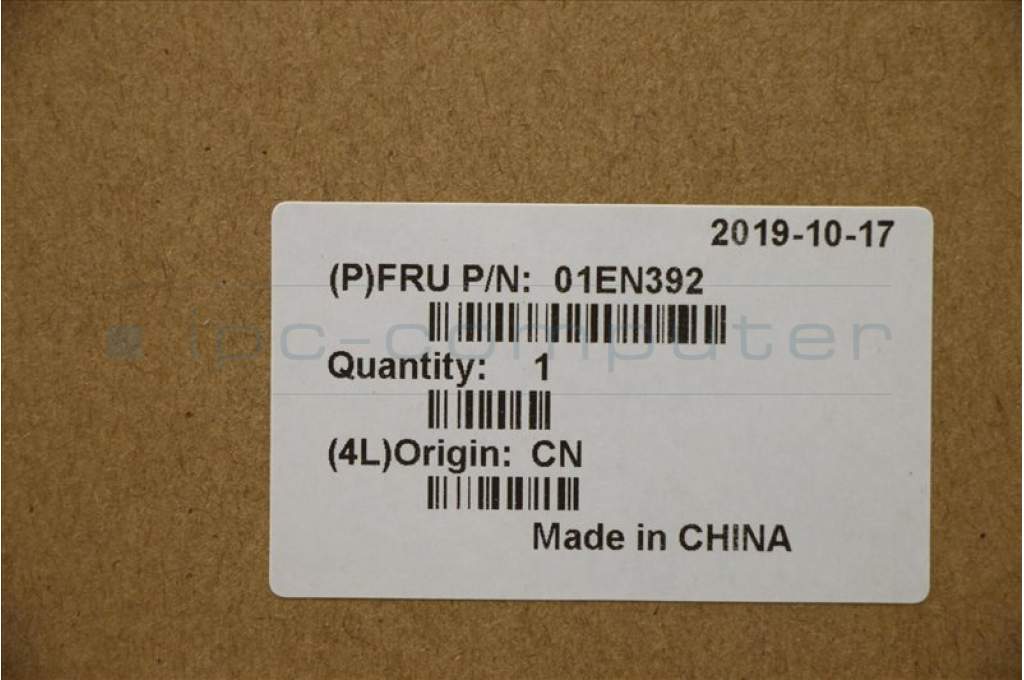 2019-10-17
(P)FRU P/N: 01EN392
ipc-computer
Quantity: 1
(4L)Origin: CN
Made in CHINA